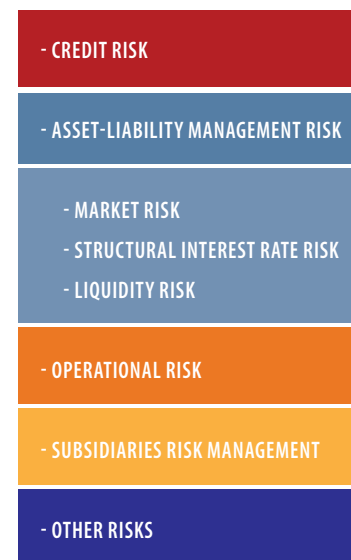 - CREDIT RISK
- ASSET-LIABILITY MANAGEMENT RISK
- MARKET RISK
- STRUCTURAL INTEREST RATE RISK
- LIQUIDITY RISK
- OPERATIONAL RISK
- SUBSIDIARIES RISK MANAGEMENT
- OTHER RISKS